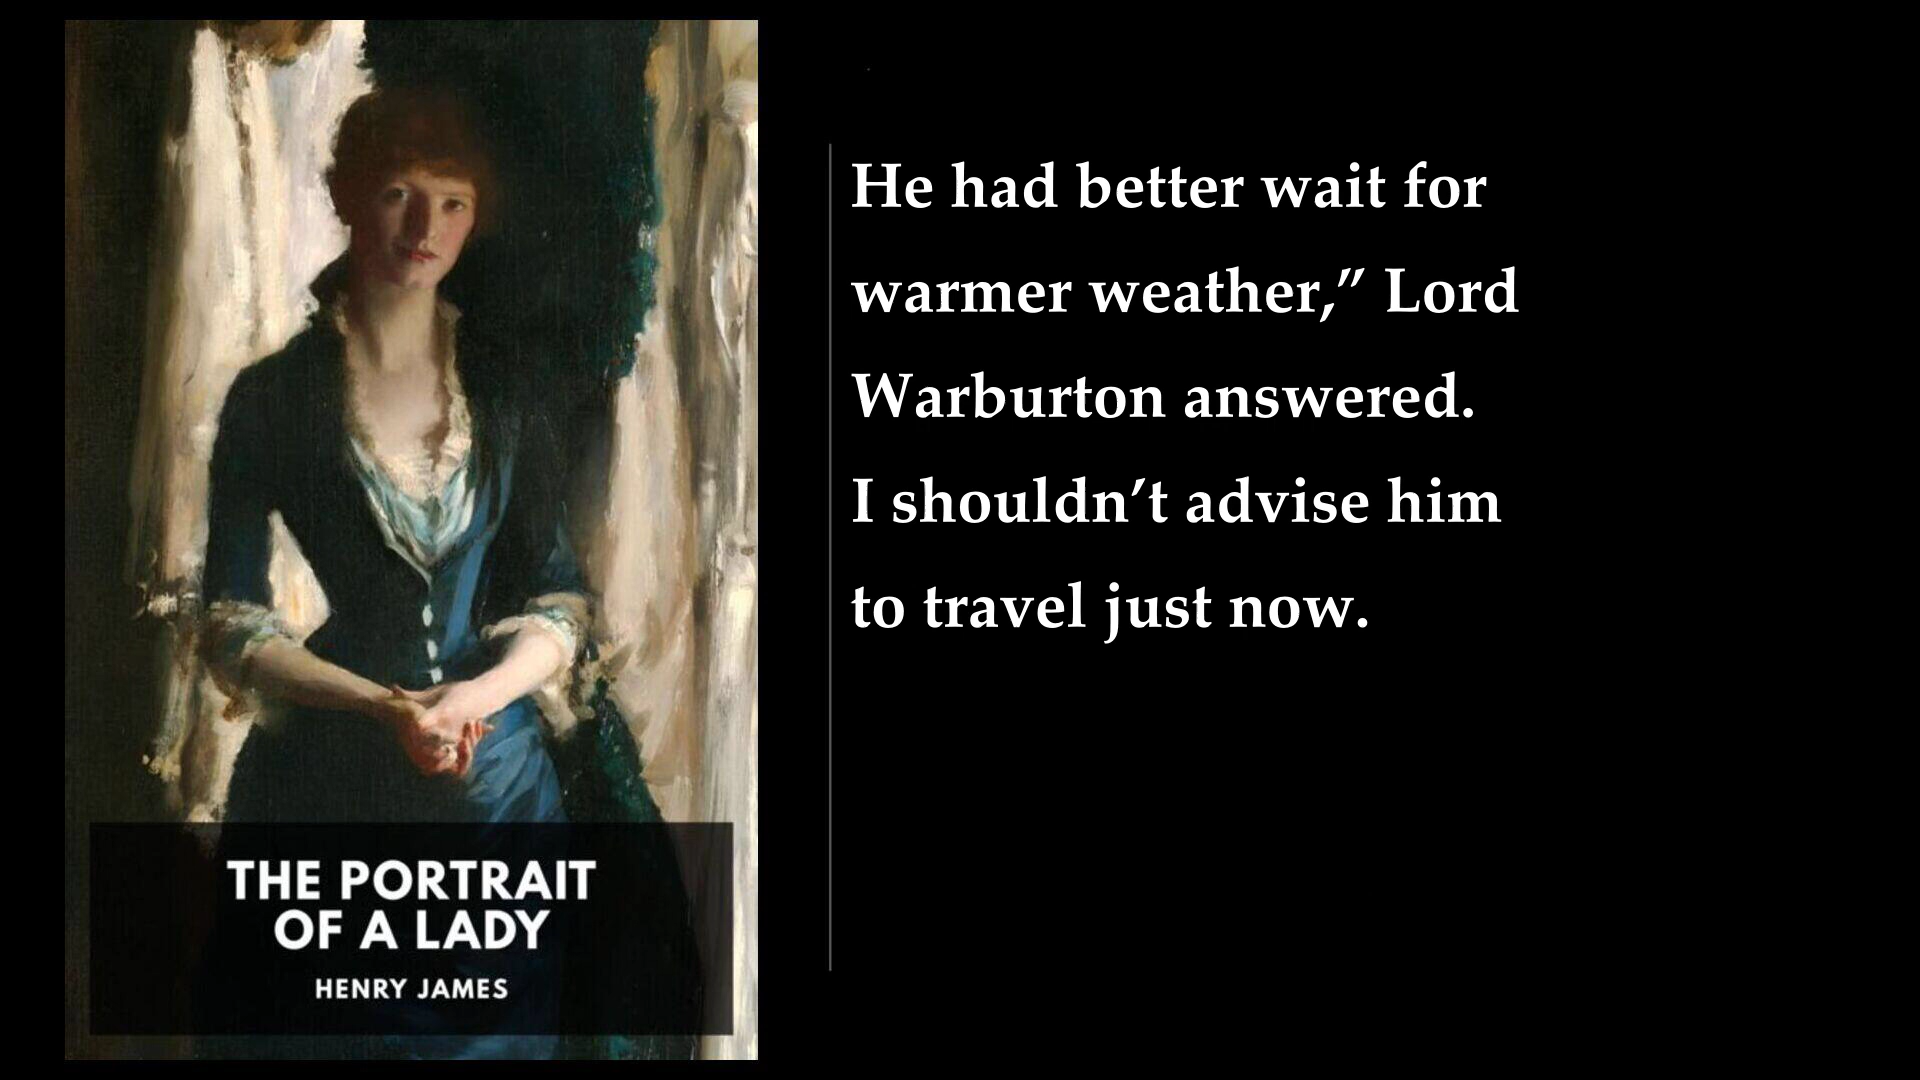 He had better wait for
warmer weather,” Lord
Warburton answered.
I shouldn’t advise him
to travel just now.
THE PORTRAIT
OF A LADY
HENRY JAMES